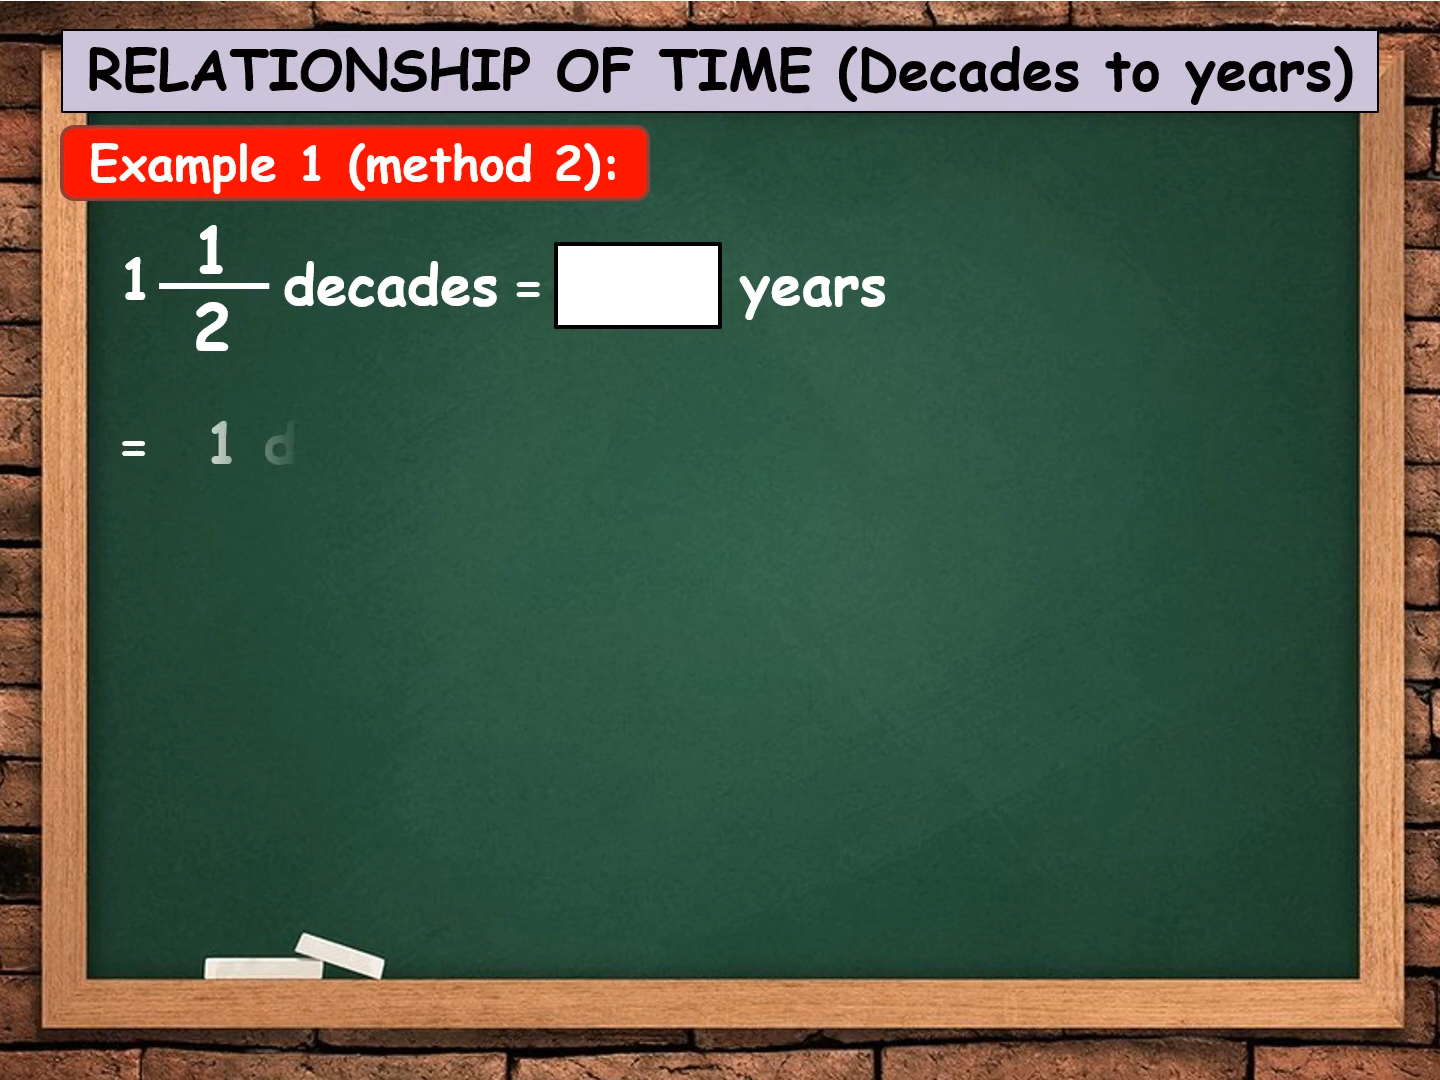 RELATIONSHIP OF TIME (Decades to years)
Example 1 (method 2):
1 1/2 decades = years
= 1 d